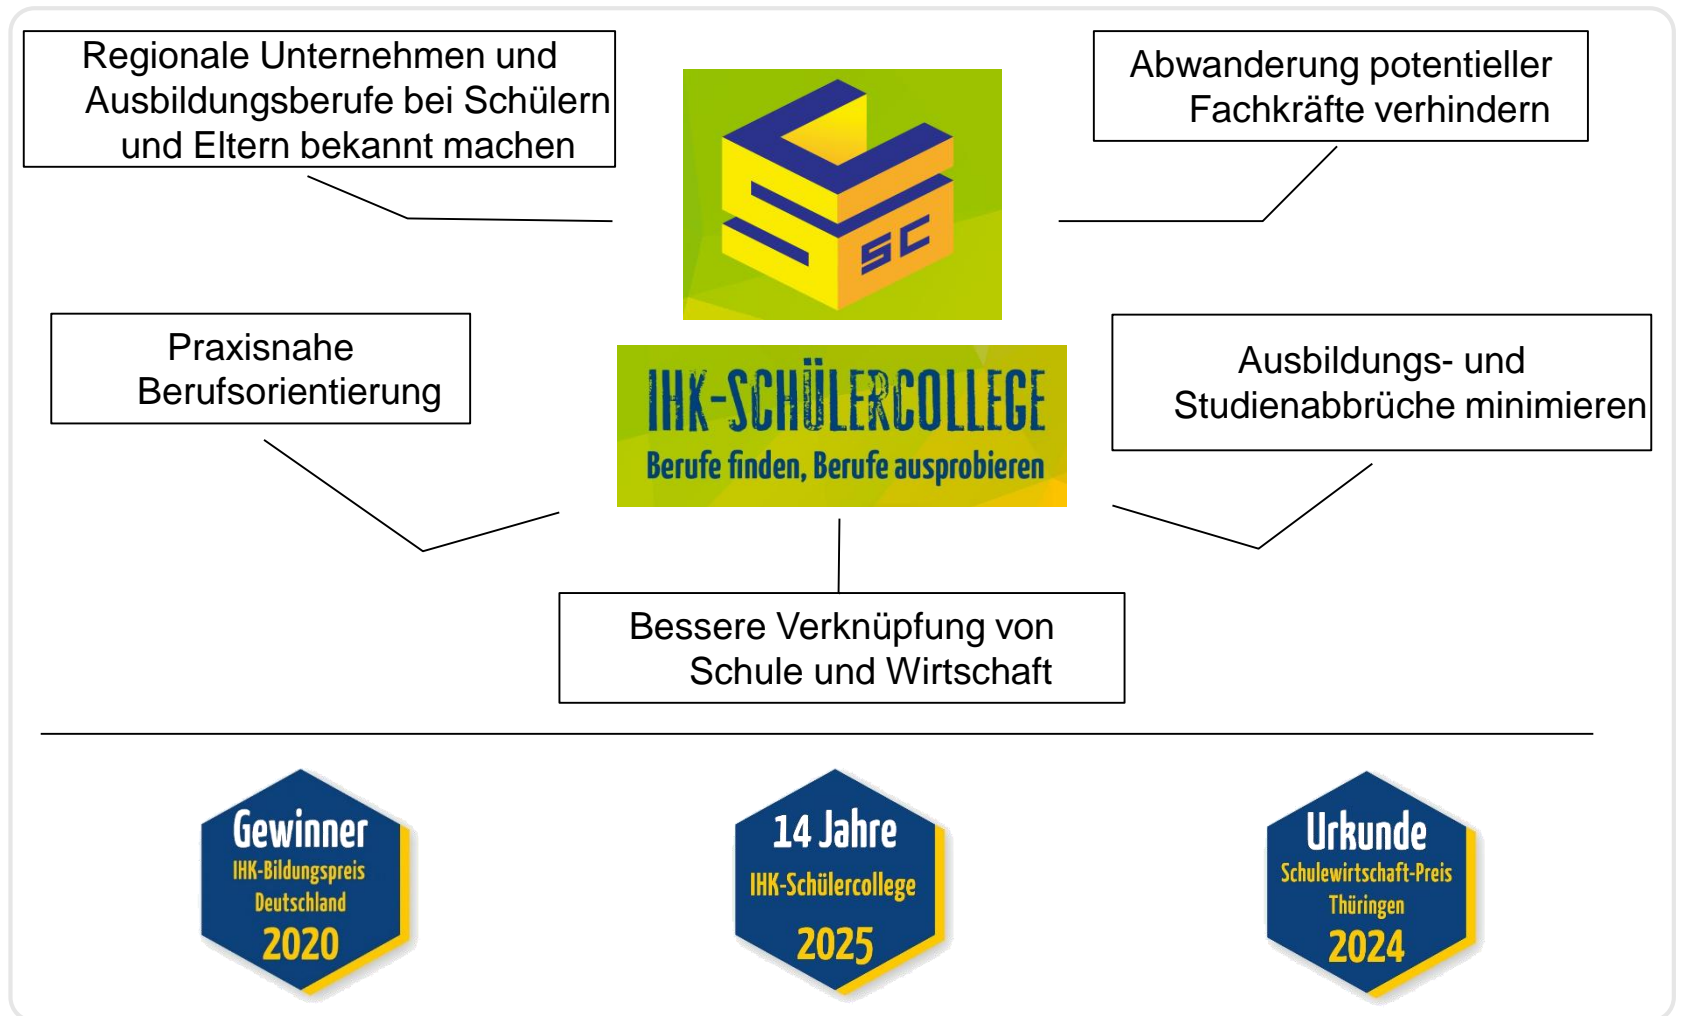 Regionale Unternehmen und
Ausbildungsberufe bei Schülern
und Eltern bekannt machen
Abwanderung potentieller
Fachkräfte verhindern
SC
Praxisnahe
Berufsorientierung
IHK-SCHÜLERCOLLEGE
Berufe finden, Berufe ausprobieren
Ausbildungs- und
Studienabbrüche minimieren
Bessere Verknüpfung von
Schule und Wirtschaft
Gewinner
IHK-Bildungspreis
Deutschland
2020
14 Jahre
IHK-Schülercollege
2025
Urkunde
Schulewirtschaft-Preis
Thüringen
2024